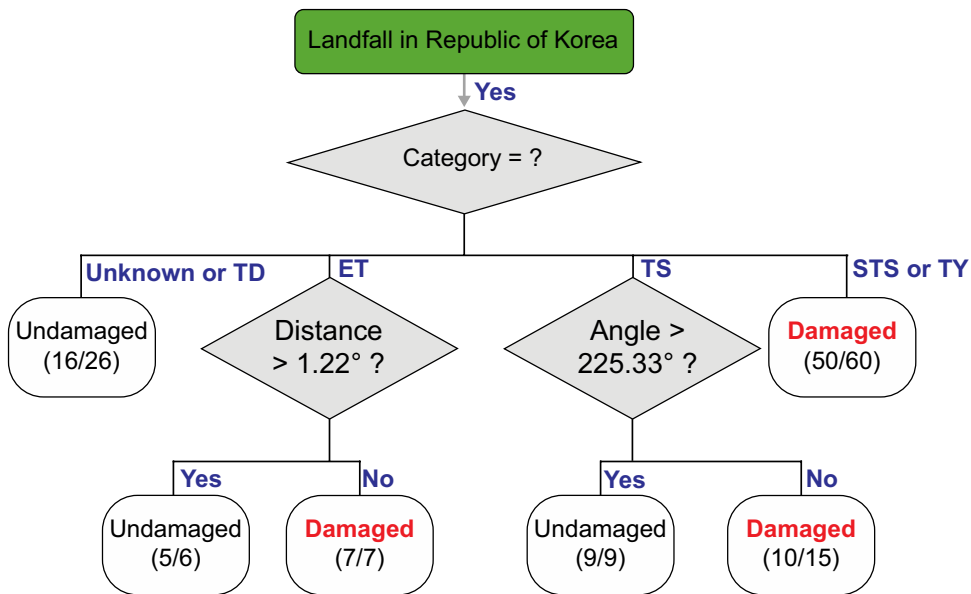 Landfall in Republic of Korea
Yes
Category = ?
Unknown or TD
ET
TS
STS or TY
Undamaged
(16/26)
Distance
> 1.22° ?
Angle >
225.33° ?
Damaged
(50/60)
Yes
No
Yes
No
Undamaged
(5/6)
Damaged
(7/7)
Undamaged
(9/9)
Damaged
(10/15)